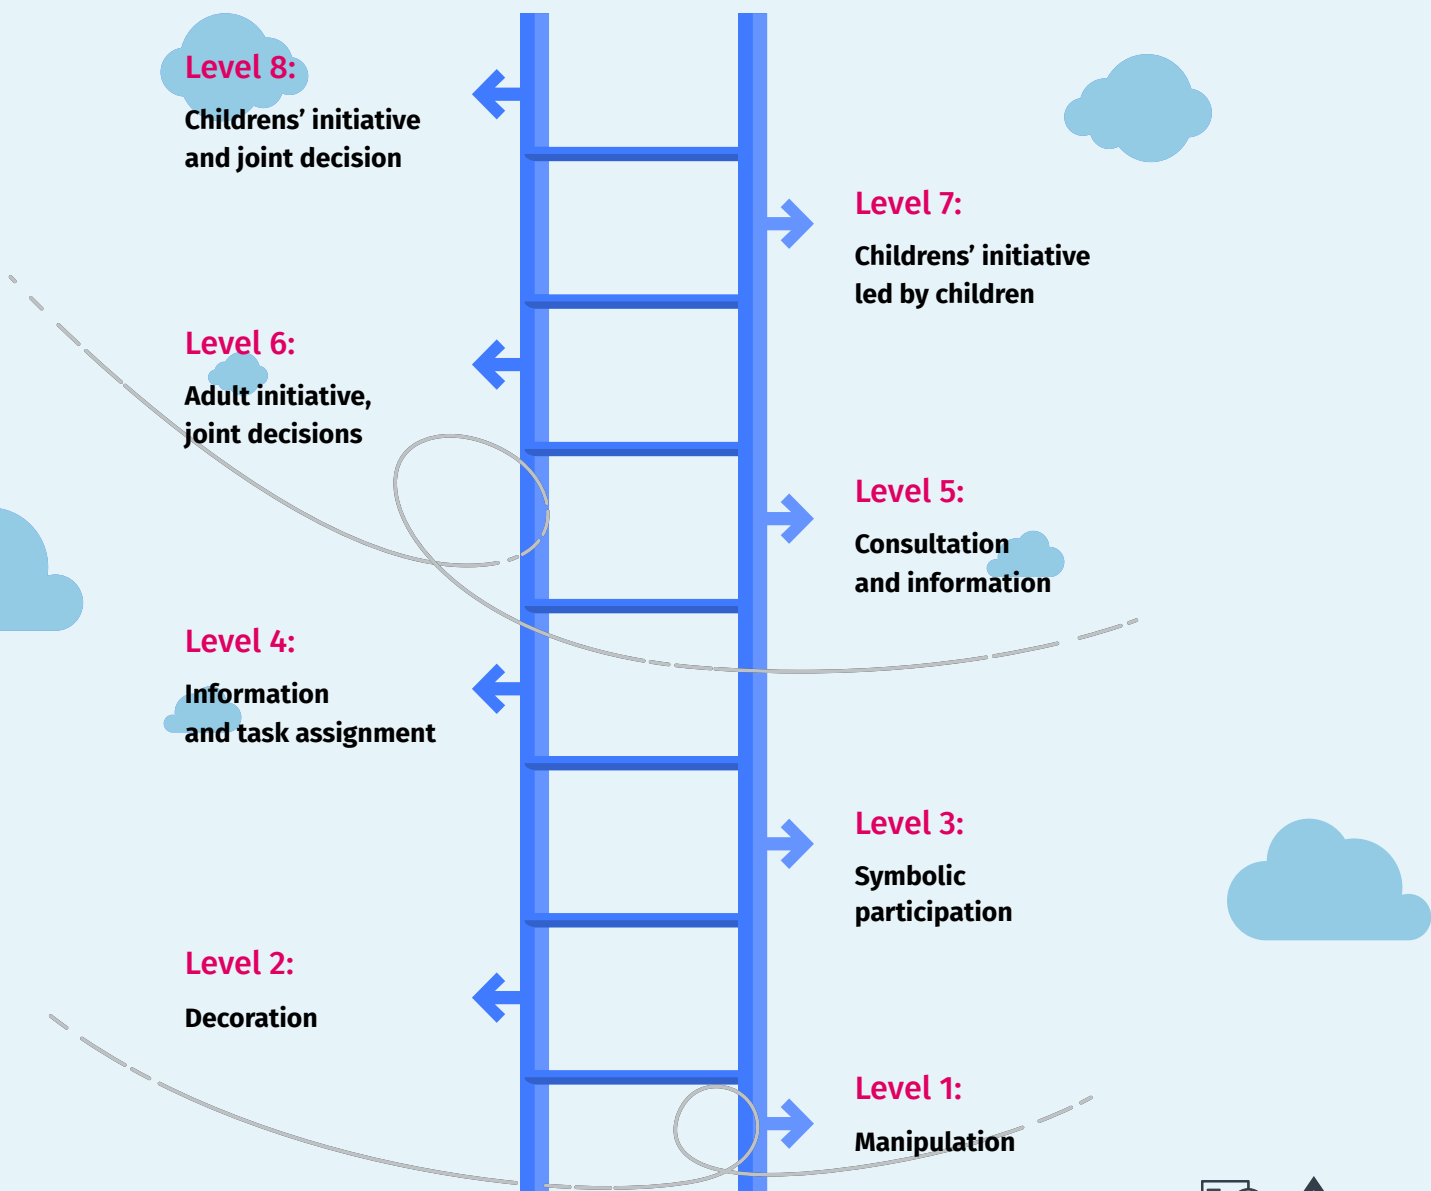 Level 8:
Childrens’ initiative
and joint decision
Level 7:
Childrens’ initiative
led by children
Level 6:
Adult initiative,
joint decisions
Level 5:
Consultation
and information
Level 4:
Information
and task assignment
Level 3:
Symbolic
participation
Level 2:
Decoration
Level 1:
Manipulation